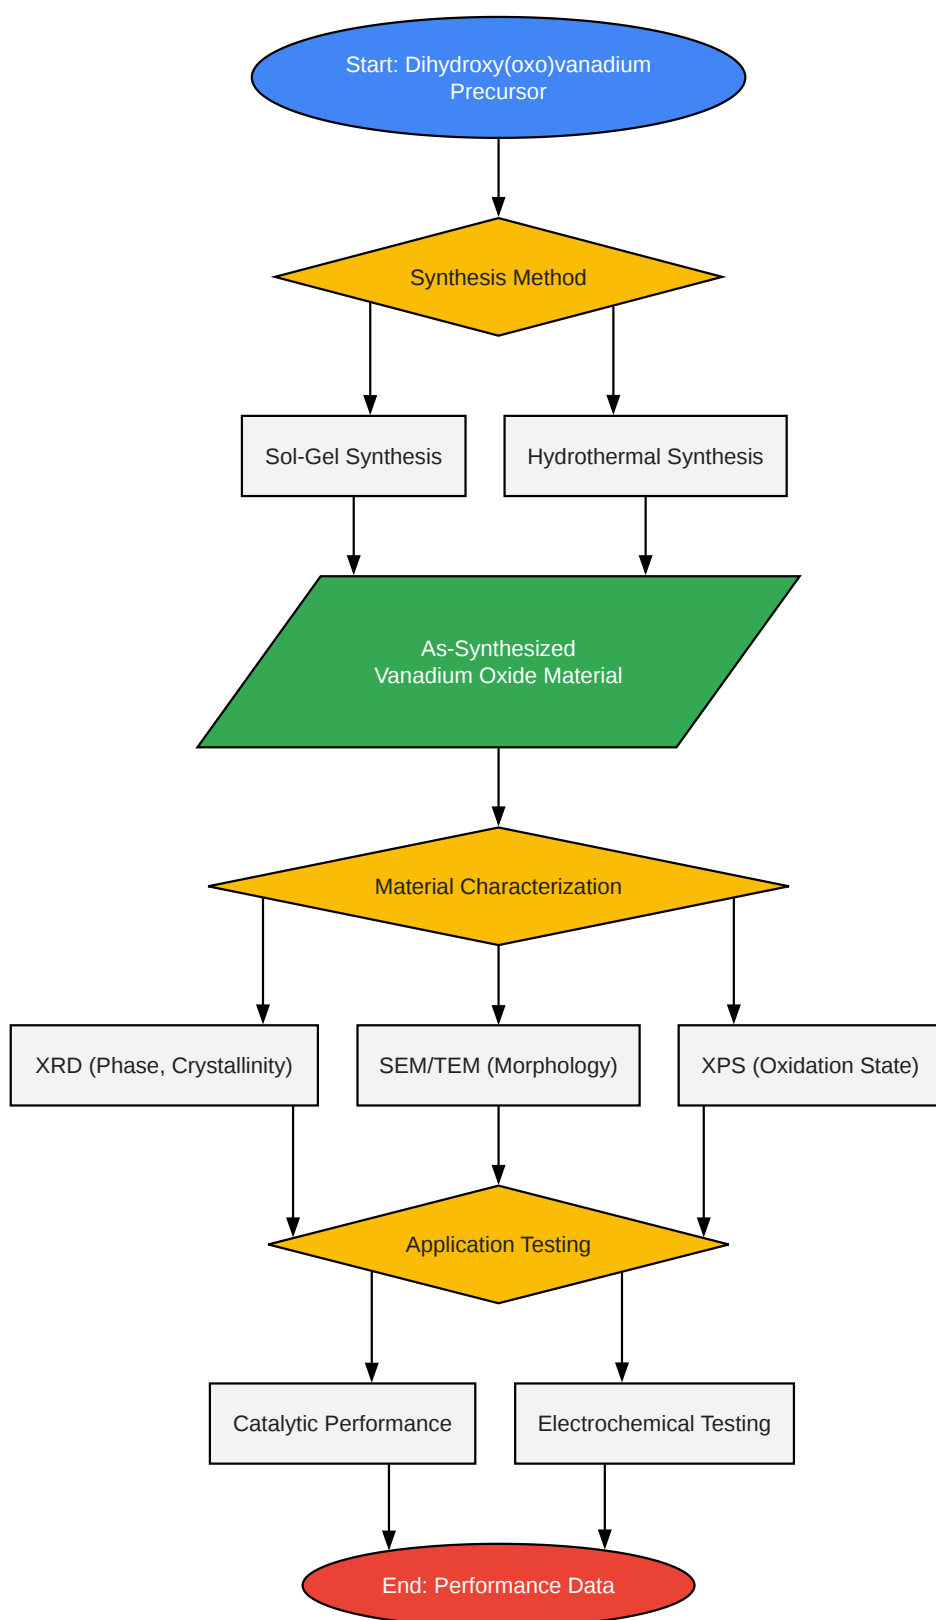 Start: Dihydroxy(oxo)vanadium
Precursor
Synthesis Method
Sol-Gel Synthesis
Hydrothermal Synthesis
As-Synthesized
Vanadium Oxide Material
Material Characterization
XRD (Phase, Crystallinity)
SEM/TEM (Morphology)
XPS (Oxidation State)
Application Testing
Catalytic Performance
Electrochemical Testing
End: Performance Data